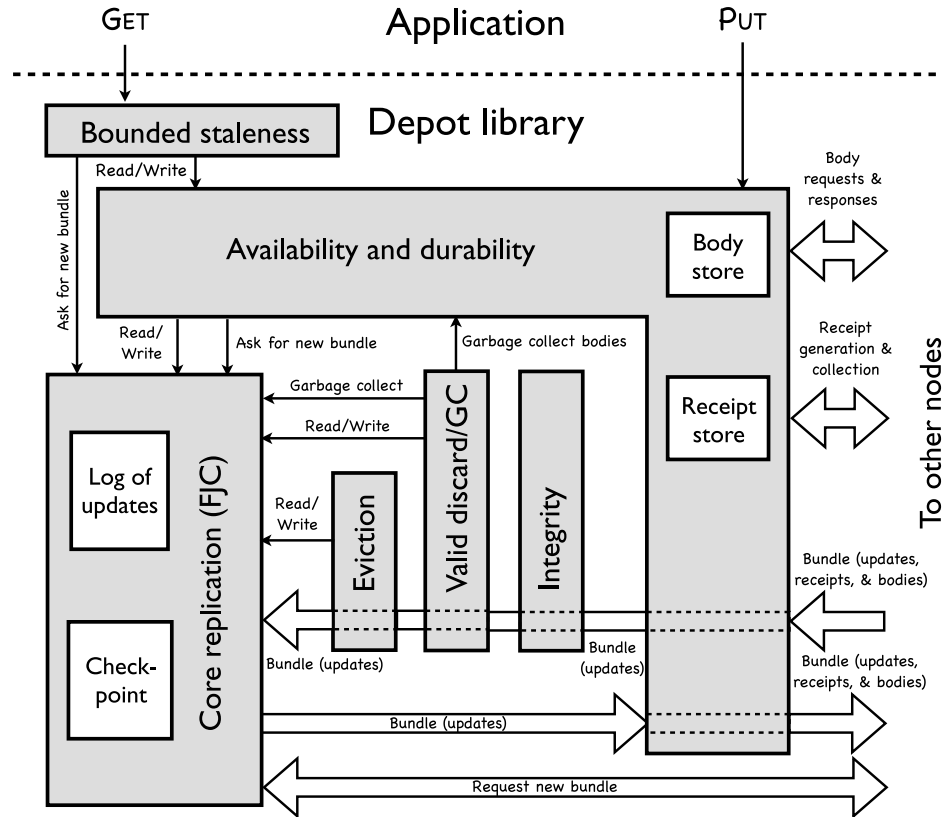 GET
Application
PUT
Depot library
Bounded staleness
Read/Write
Ask for new bundle
Body
requests &
responses
Availability and durability
Body
store
Read/
Write
Ask for new bundle
Garbage collect bodies
Receipt
generation &
collection
Garbage collect
Read/Write
Receipt
store
To other nodes
Log of
updates
Core replication (FJC)
Read/
Write
Eviction
Valid discard/GC
Integrity
Bundle (updates,
receipts, & bodies)
Bundle (updates)
Bundle
(updates)
Check-
point
Bundle (updates,
receipts, & bodies)
Bundle (updates)
Request new bundle